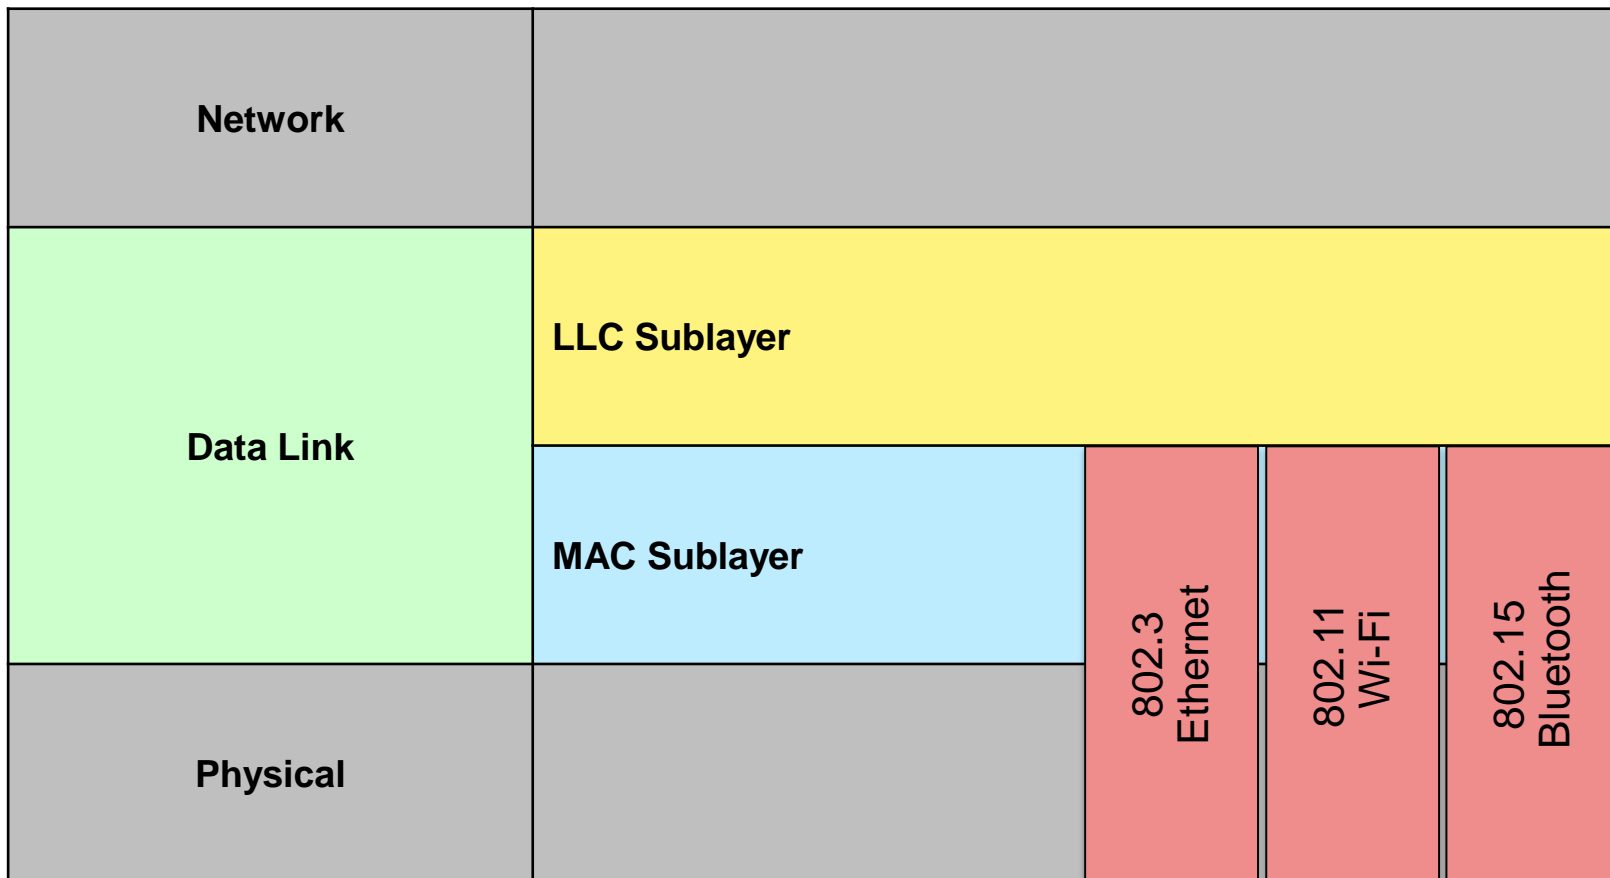 Network
LLC Sublayer
Data Link
MAC Sublayer
802.3
Ethernet
802.11
Wi-Fi
802.15
Bluetooth
Physical